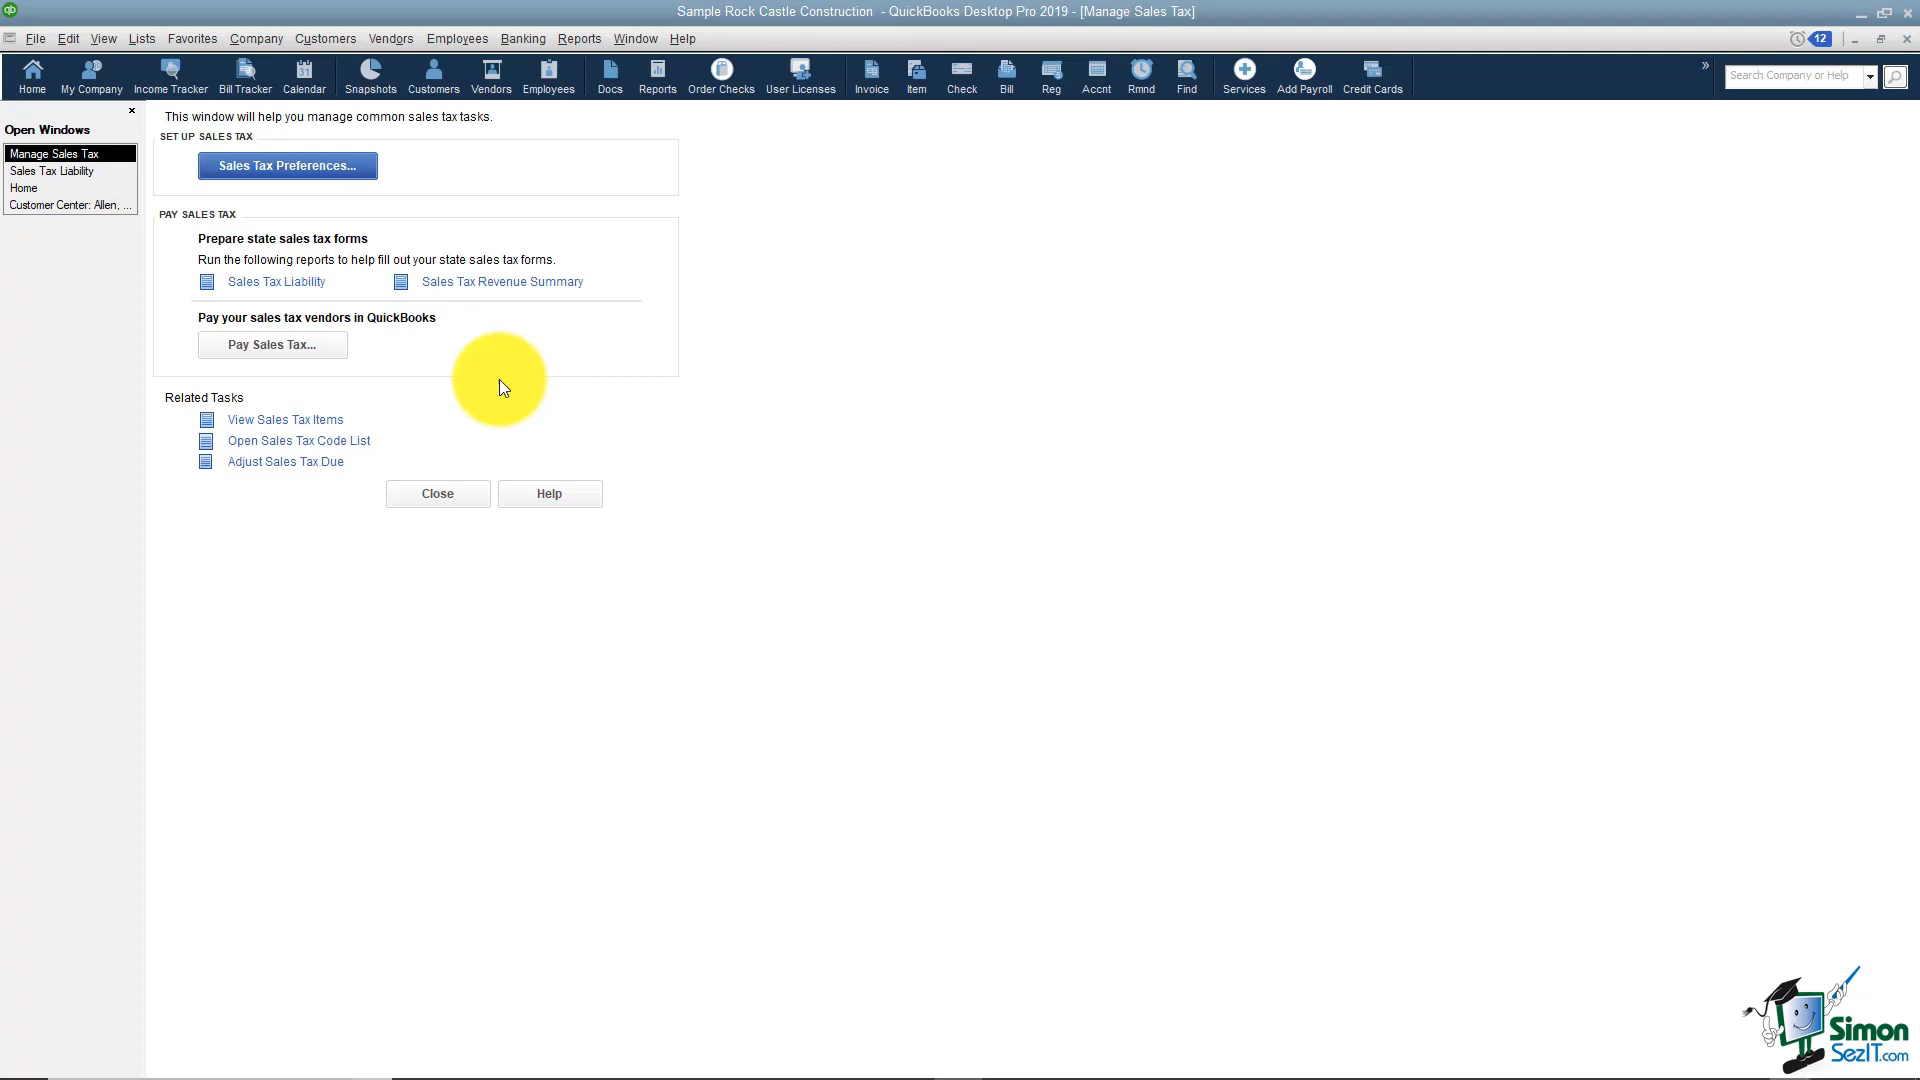 Sample Rock Castle Construction - QuickBooks Desktop Pro 2019 - [Manage Sales Tax]
File Edit View Lists Favorites Company Customers Vendors Employees Banking Reports Window Help
12
Home My Company Income Tracker Bill Tracker Calendar Snapshots Customers Vendors Employees Docs Reports Order Checks User Licenses Invoice Item Check Bill Reg Accnt Rmnd Find Services Add Payroll Credit Cards
Search Company or Help
Open Windows
Manage Sales Tax
Sales Tax Liability
Home
Customer Center: Allen, ...
This window will help you manage common sales tax tasks.
SET UP SALES TAX
Sales Tax Preferences...
PAY SALES TAX
Prepare state sales tax forms
Run the following reports to help fill out your state sales tax forms.
Sales Tax Liability Sales Tax Revenue Summary
Pay your sales tax vendors in QuickBooks
Pay Sales Tax...
Related Tasks
View Sales Tax Items
Open Sales Tax Code List
Adjust Sales Tax Due
Close Help
Simon
SezIT.com